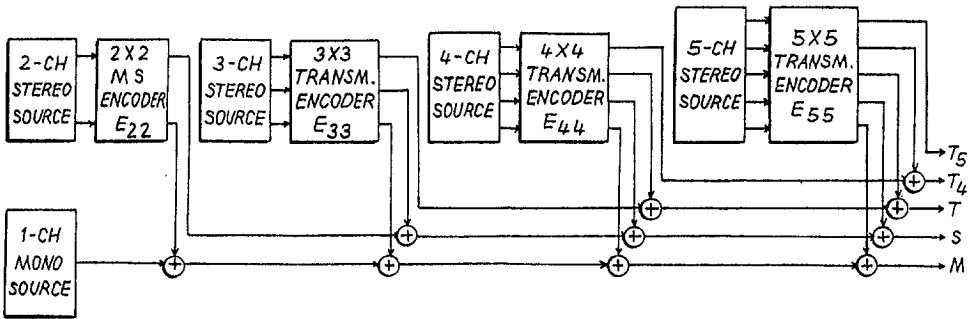 2-CH
STEREO
SOURCE
2X2
MS
ENCODER
E22
3-CH
STEREO
SOURCE
3X3
TRANSM.
ENCODER
E33
4-CH
STEREO
SOURCE
4X4
TRANSM.
ENCODER
E44
5-CH
STEREO
SOURCE
5X5
TRANSM.
ENCODER
E55
1-CH
MONO
SOURCE
T5
T4
T
S
M